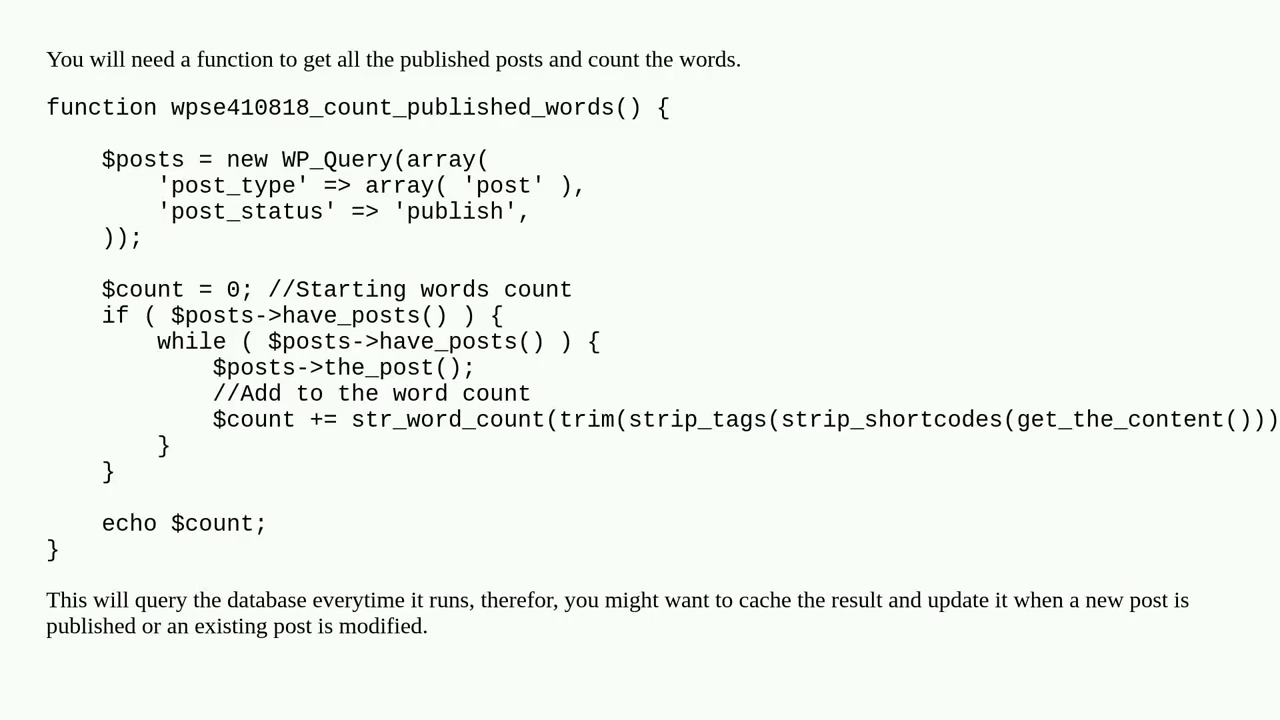 You will need a function to get all the published posts and count the words.
function wpse410818_count_published_words() {
    $posts = new WP_Query(array(
        'post_type' => array( 'post' ),
        'post_status' => 'publish',
    ));
    $count = 0; //Starting words count
    if ( $posts->have_posts() ) {
        while ( $posts->have_posts() ) {
            $posts->the_post();
            //Add to the word count
            $count += str_word_count(trim(strip_tags(strip_shortcodes(get_the_content()))
        }
    }
    echo $count;
}
This will query the database everytime it runs, therefor, you might want to cache the result and update it when a new post is
published or an existing post is modified.